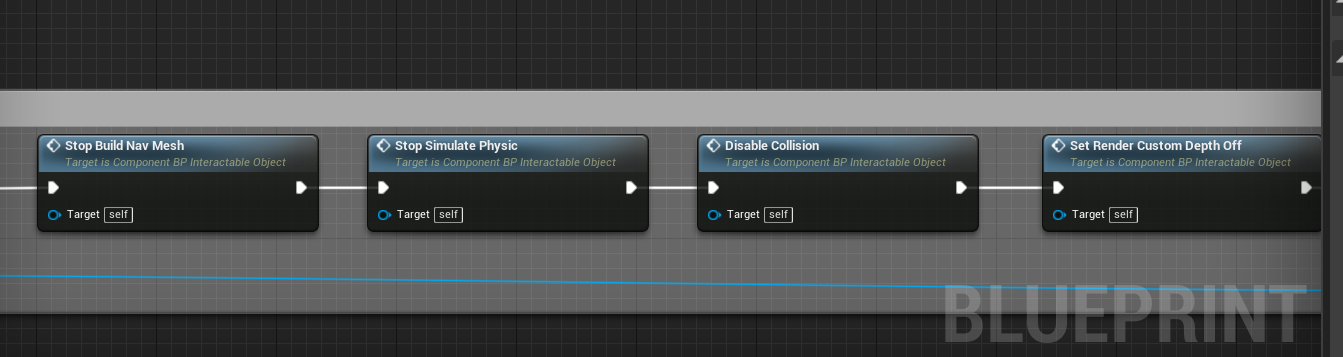 Stop Build Nav Mesh
Target is Component BP Interactable Object
Target self
Stop Simulate Physic
Target is Component BP Interactable Object
Target self
Disable Collision
Target is Component BP Interactable Object
Target self
Set Render Custom Depth Off
Target is Component BP Interactable Object
Target self
BLUEPRINT